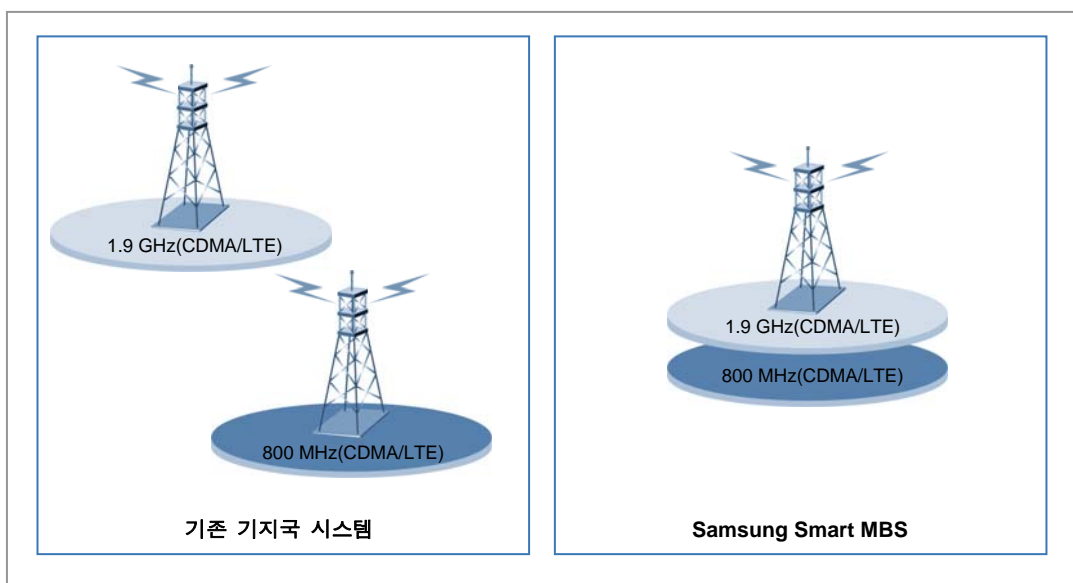 1.9 GHz(CDMA/LTE)
800 MHz(CDMA/LTE)
기존 기지국 시스템
1.9 GHz(CDMA/LTE)
800 MHz(CDMA/LTE)
Samsung Smart MBS